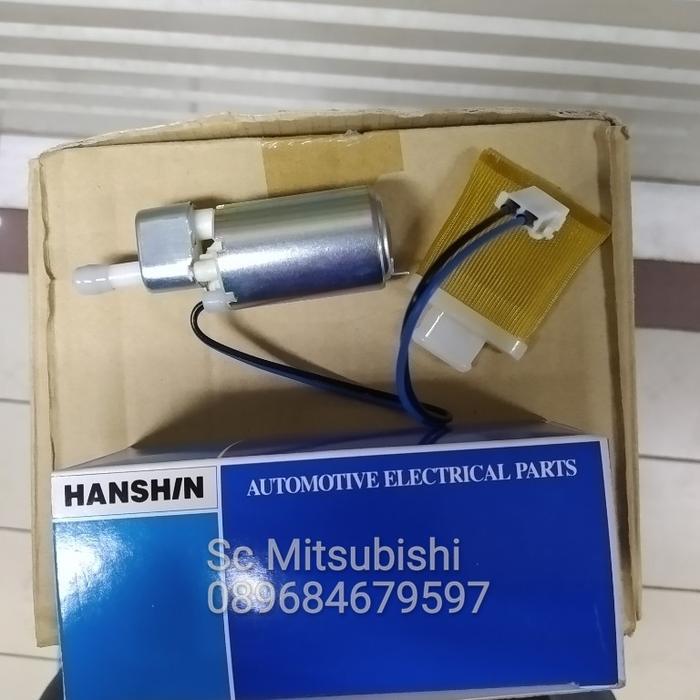 HANSHIN
AUTOMOTIVE ELECTRICAL PARTS
Sc Mitsubishi
089684679597